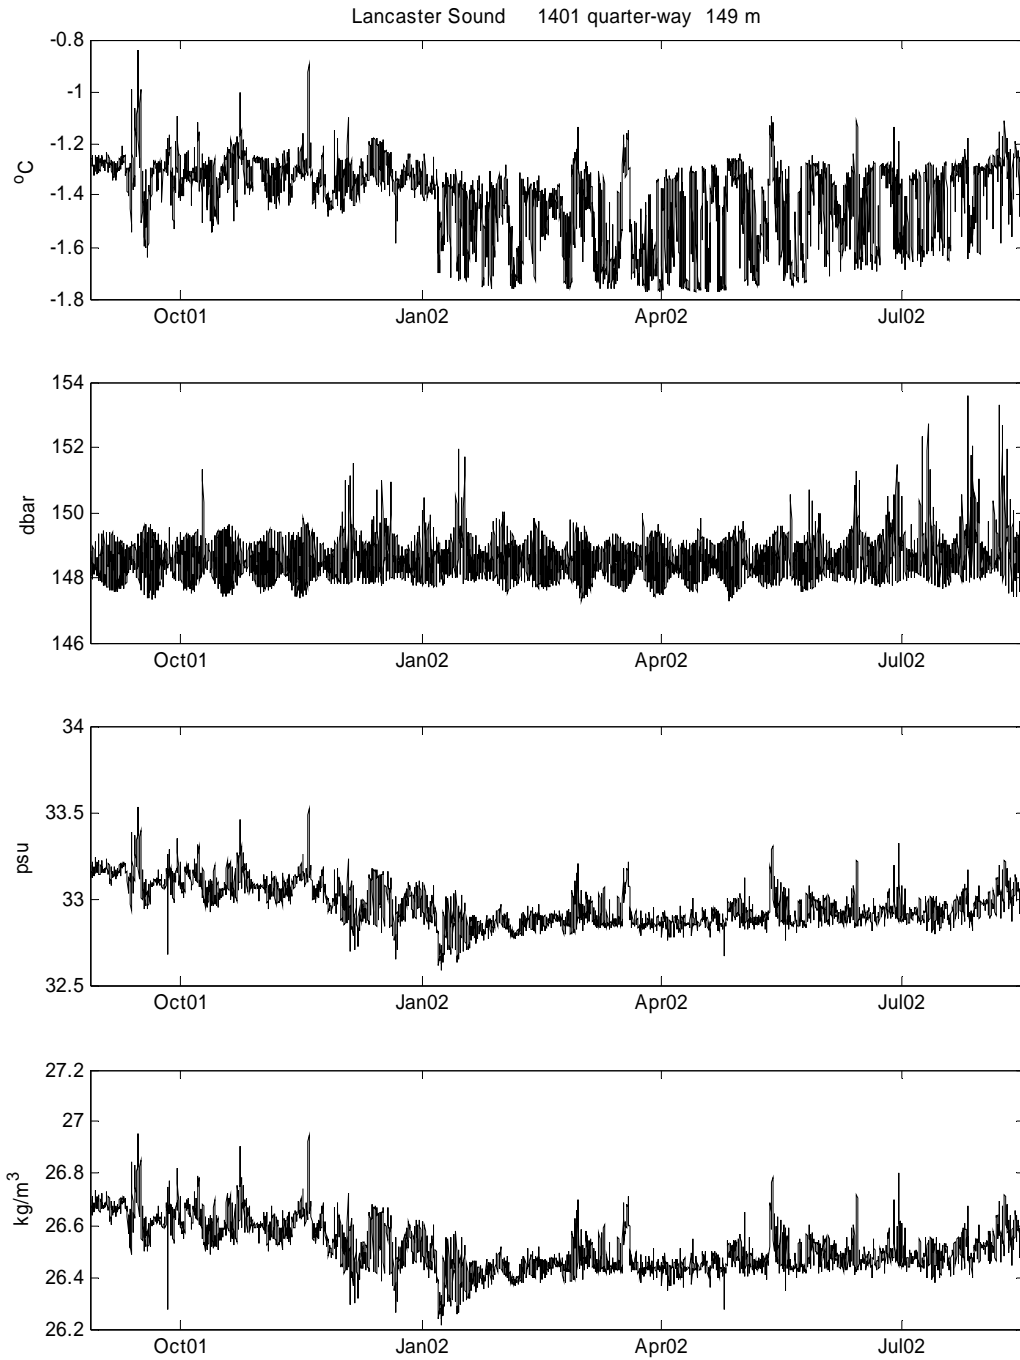 Lancaster Sound 1401 quarter-way 149 m
-0.8
-1
-1.2
-1.4
-1.6
-1.8
°C
Oct01 Jan02 Apr02 Jul02
154
152
150
148
146
dbar
Oct01 Jan02 Apr02 Jul02
34
33.5
33
32.5
psu
Oct01 Jan02 Apr02 Jul02
27.2
27
26.8
26.6
26.4
26.2
kg/m³
Oct01 Jan02 Apr02 Jul02